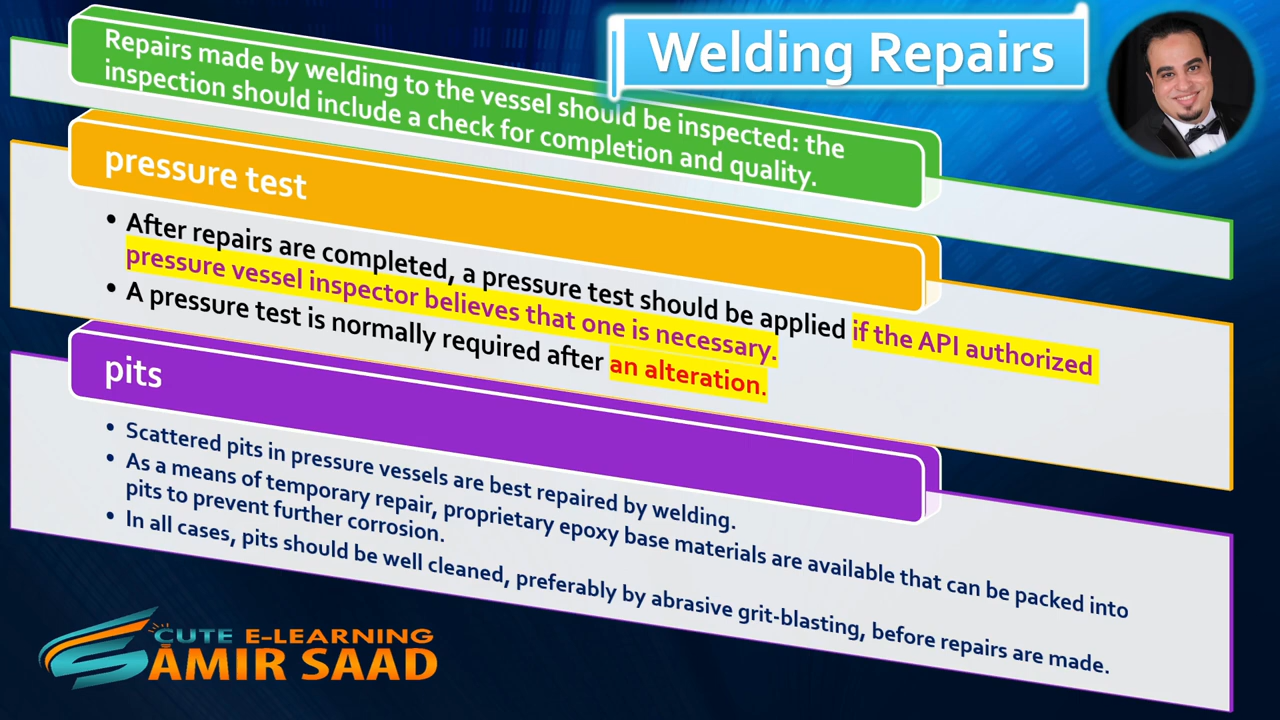 Welding Repairs
Repairs made by welding to the vessel should be inspected: the
inspection should include a check for completion and quality.
pressure test
• After repairs are completed, a pressure test should be applied if the API authorized
pressure vessel inspector believes that one is necessary.
• A pressure test is normally required after an alteration.
pits
• Scattered pits in pressure vessels are best repaired by welding.
• As a means of temporary repair, proprietary epoxy base materials are available that can be packed into
pits to prevent further corrosion.
• In all cases, pits should be well cleaned, preferably by abrasive grit-blasting, before repairs are made.
CUTE E-LEARNING
AMIR SAAD